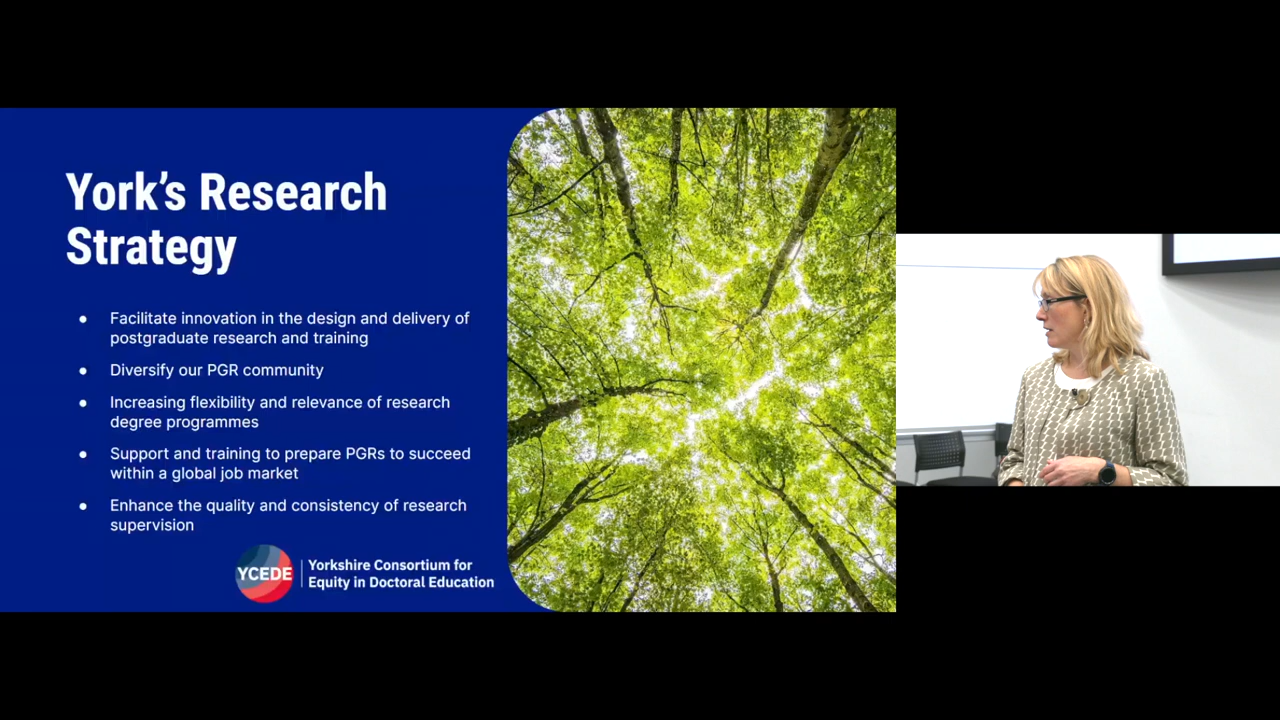 York's Research
Strategy
● Facilitate innovation in the design and delivery of
postgraduate research and training
● Diversify our PGR community
● Increasing flexibility and relevance of research
degree programmes
● Support and training to prepare PGRs to succeed
within a global job market
● Enhance the quality and consistency of research
supervision
YCEDE
Yorkshire Consortium for
Equity in Doctoral Education